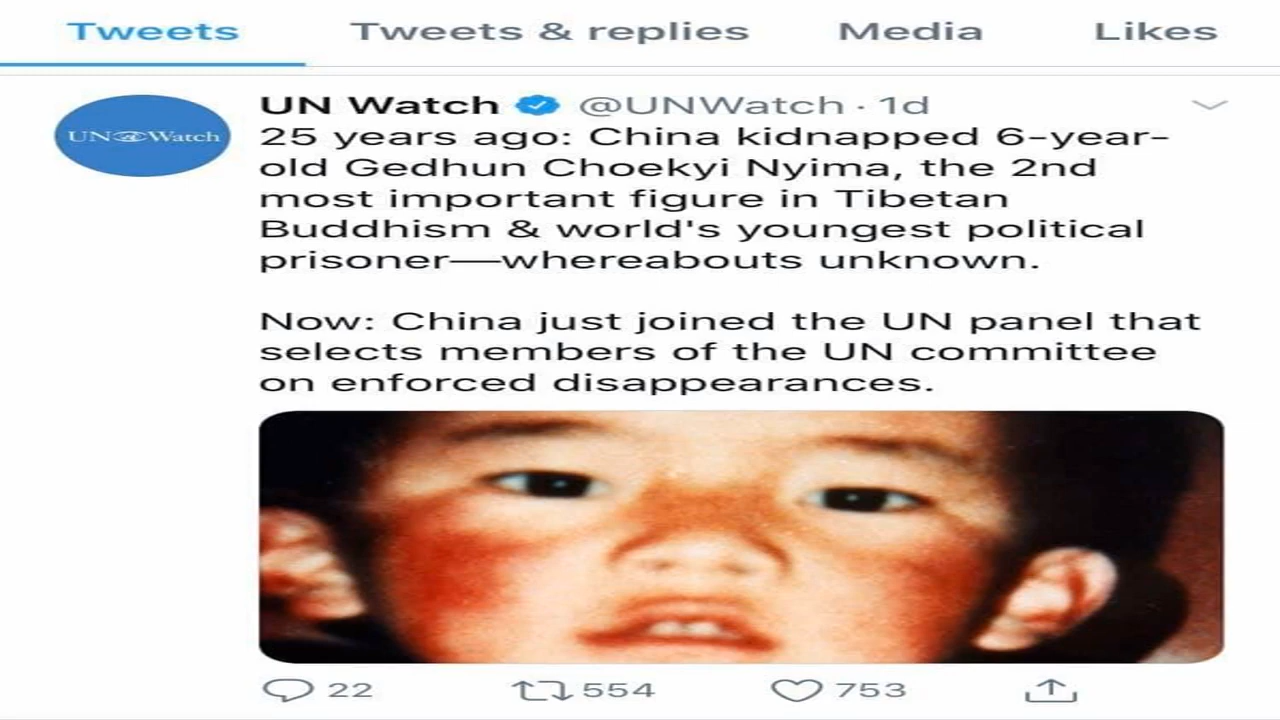 Tweets Tweets & replies Media Likes
UN Watch
UN Watch @UNWatch · 1d
25 years ago: China kidnapped 6-year-
old Gedhun Choekyi Nyima, the 2nd
most important figure in Tibetan
Buddhism & world's youngest political
prisoner—whereabouts unknown.
Now: China just joined the UN panel that
selects members of the UN committee
on enforced disappearances.
22 554 753